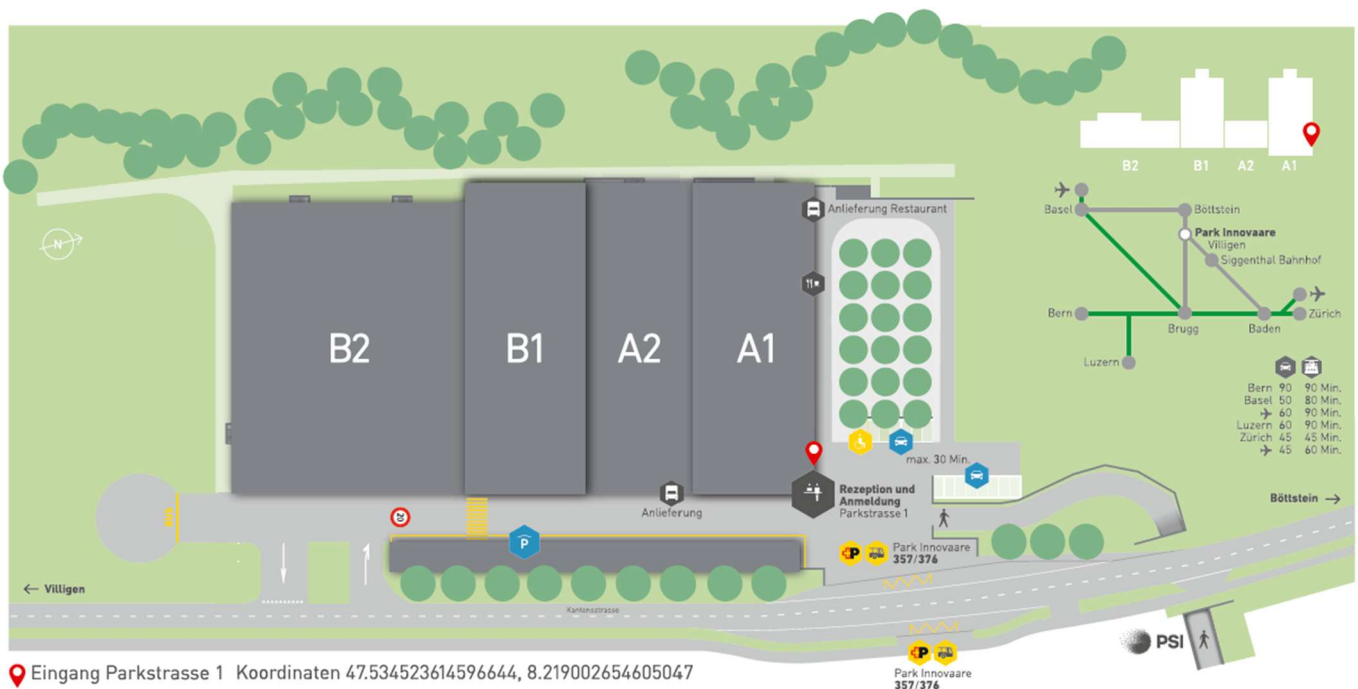 B2 B1 A2 A1
Basel
Böttstein
Park Innovaare
Villigen
Siggenthal Bahnhof
Bern
Brugg
Baden
Zürich
Luzern
Bern 90 90 Min.
Basel 50 80 Min.
60 90 Min.
Luzern 60 90 Min.
Zürich 45 45 Min.
45 60 Min.
N
Anlieferung Restaurant
B2 B1 A2 A1
max. 30 Min.
Rezeption und
Anmeldung
Parkstrasse 1
Anlieferung
20
P
P
Park Innovaare
357/376
Böttstein →
← Villigen
Kantonsstrasse
PSI
P
Park Innovaare
357/376
Eingang Parkstrasse 1 Koordinaten 47.534523614596644, 8.219002654605047